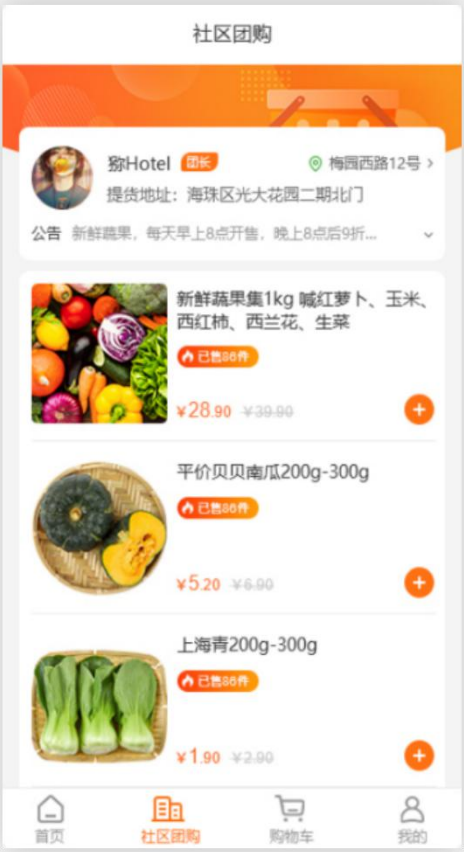 社区团购
猕Hotel 团长 梅园西路12号
提货地址：海珠区光大花园二期北门
公告 新鲜蔬果，每天早上8点开售，晚上8点后9折...
新鲜蔬果集1kg 喊红萝卜、玉米、
西红柿、西兰花、生菜
已售86件
¥28.90 ¥39.90
平价贝贝南瓜200g-300g
已售86件
¥5.20 ¥6.90
上海青200g-300g
已售86件
¥1.90 ¥2.90
首页 社区团购 购物车 我的